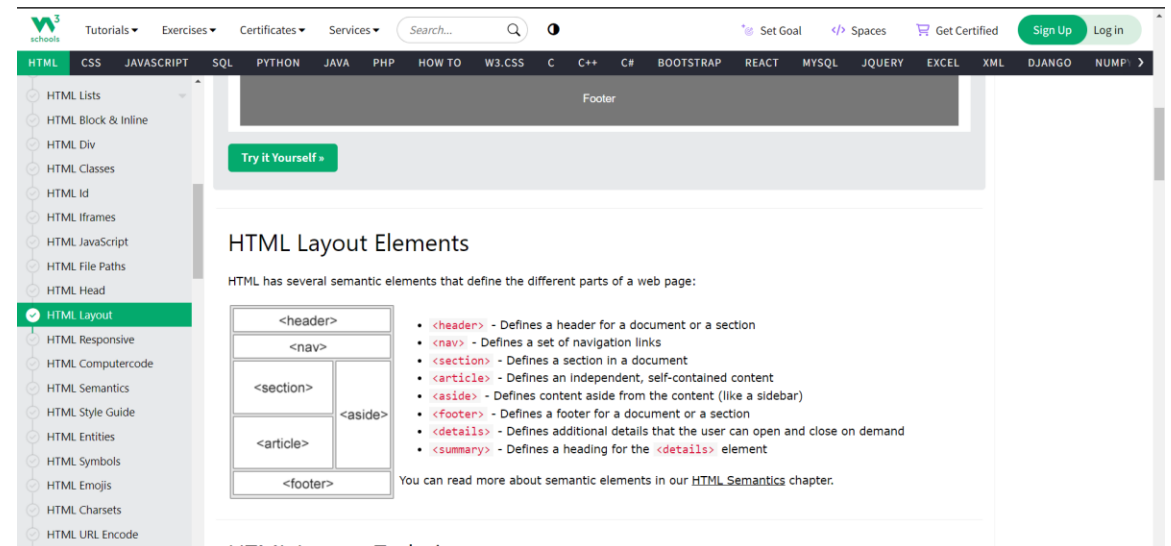 3
schools
Tutorials Exercises Certificates Services Search... Set Goal </> Spaces Get Certified Sign Up Log in
HTML CSS JAVASCRIPT SQL PYTHON JAVA PHP HOW TO W3.CSS C C++ C# BOOTSTRAP REACT MYSQL JQUERY EXCEL XML DJANGO
HTML Lists
HTML Block & Inline
HTML Div
HTML Classes
HTML Id
HTML Iframes
HTML JavaScript
HTML File Paths
HTML Head
HTML Layout
HTML Responsive
HTML Computercode
HTML Semantics
HTML Style Guide
HTML Entities
HTML Symbols
HTML Emojis
HTML Charsets
HTML URL Encode
Footer
Try it Yourself »
HTML Layout Elements
HTML has several semantic elements that define the different parts of a web page:
<header>
<nav>
<section>
<aside>
<article>
<footer>
• <header> - Defines a header for a document or a section
• <nav> - Defines a set of navigation links
• <section> - Defines a section in a document
• <article> - Defines an independent, self-contained content
• <aside> - Defines content aside from the content (like a sidebar)
• <footer> - Defines a footer for a document or a section
• <details> - Defines additional details that the user can open and close on demand
• <summary> - Defines a heading for the <details> element
You can read more about semantic elements in our HTML Semantics chapter.